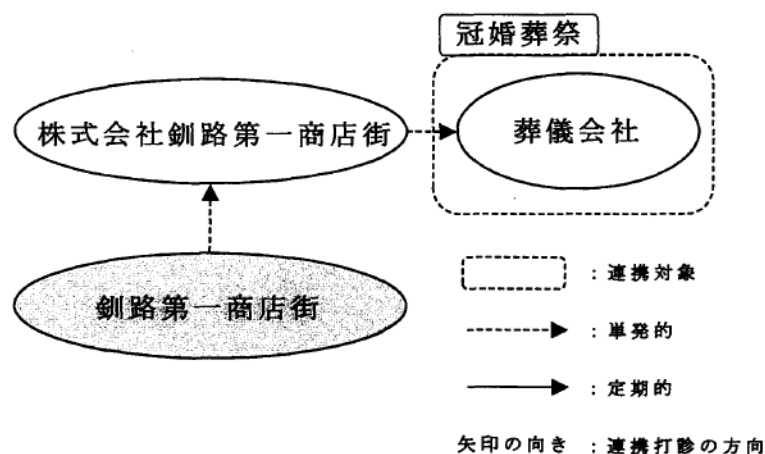 冠婚葬祭
株式会社釧路第一商店街
葬儀会社
釧路第一商店街
：連携対象
：単発的
：定期的
矢印の向き ：連携打診の方向